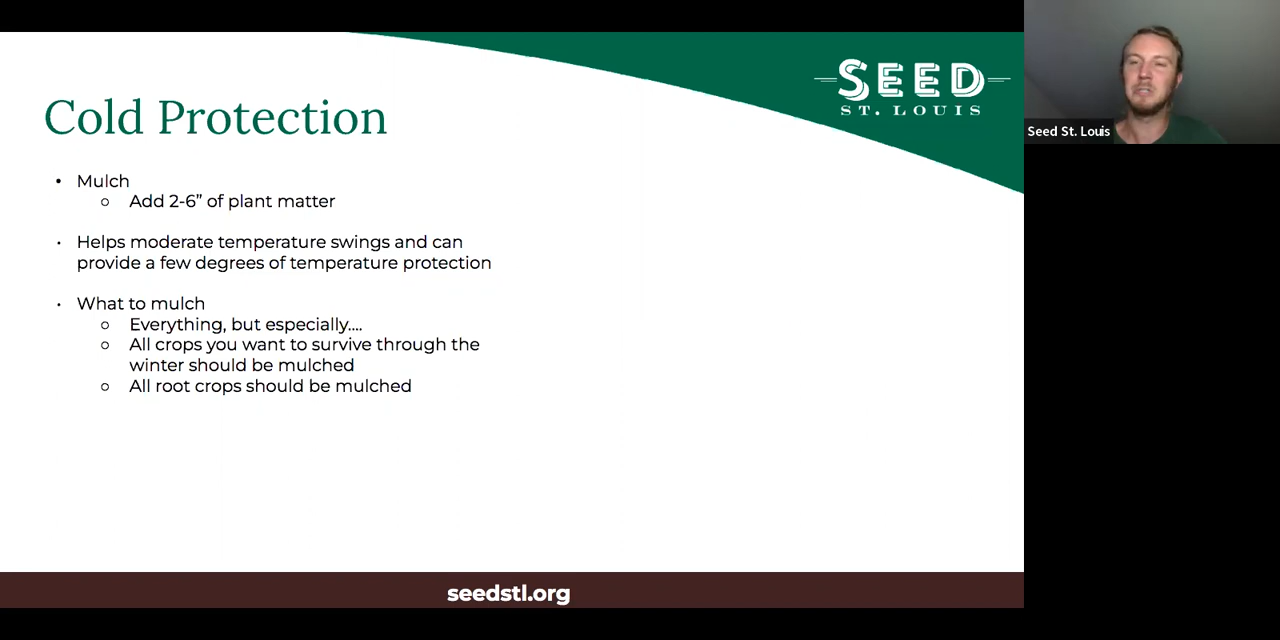 SEED
ST. LOUIS
Cold Protection
• Mulch
○ Add 2-6” of plant matter
• Helps moderate temperature swings and can
provide a few degrees of temperature protection
• What to mulch
○ Everything, but especially....
○ All crops you want to survive through the
winter should be mulched
○ All root crops should be mulched
seedstl.org
Seed St. Louis